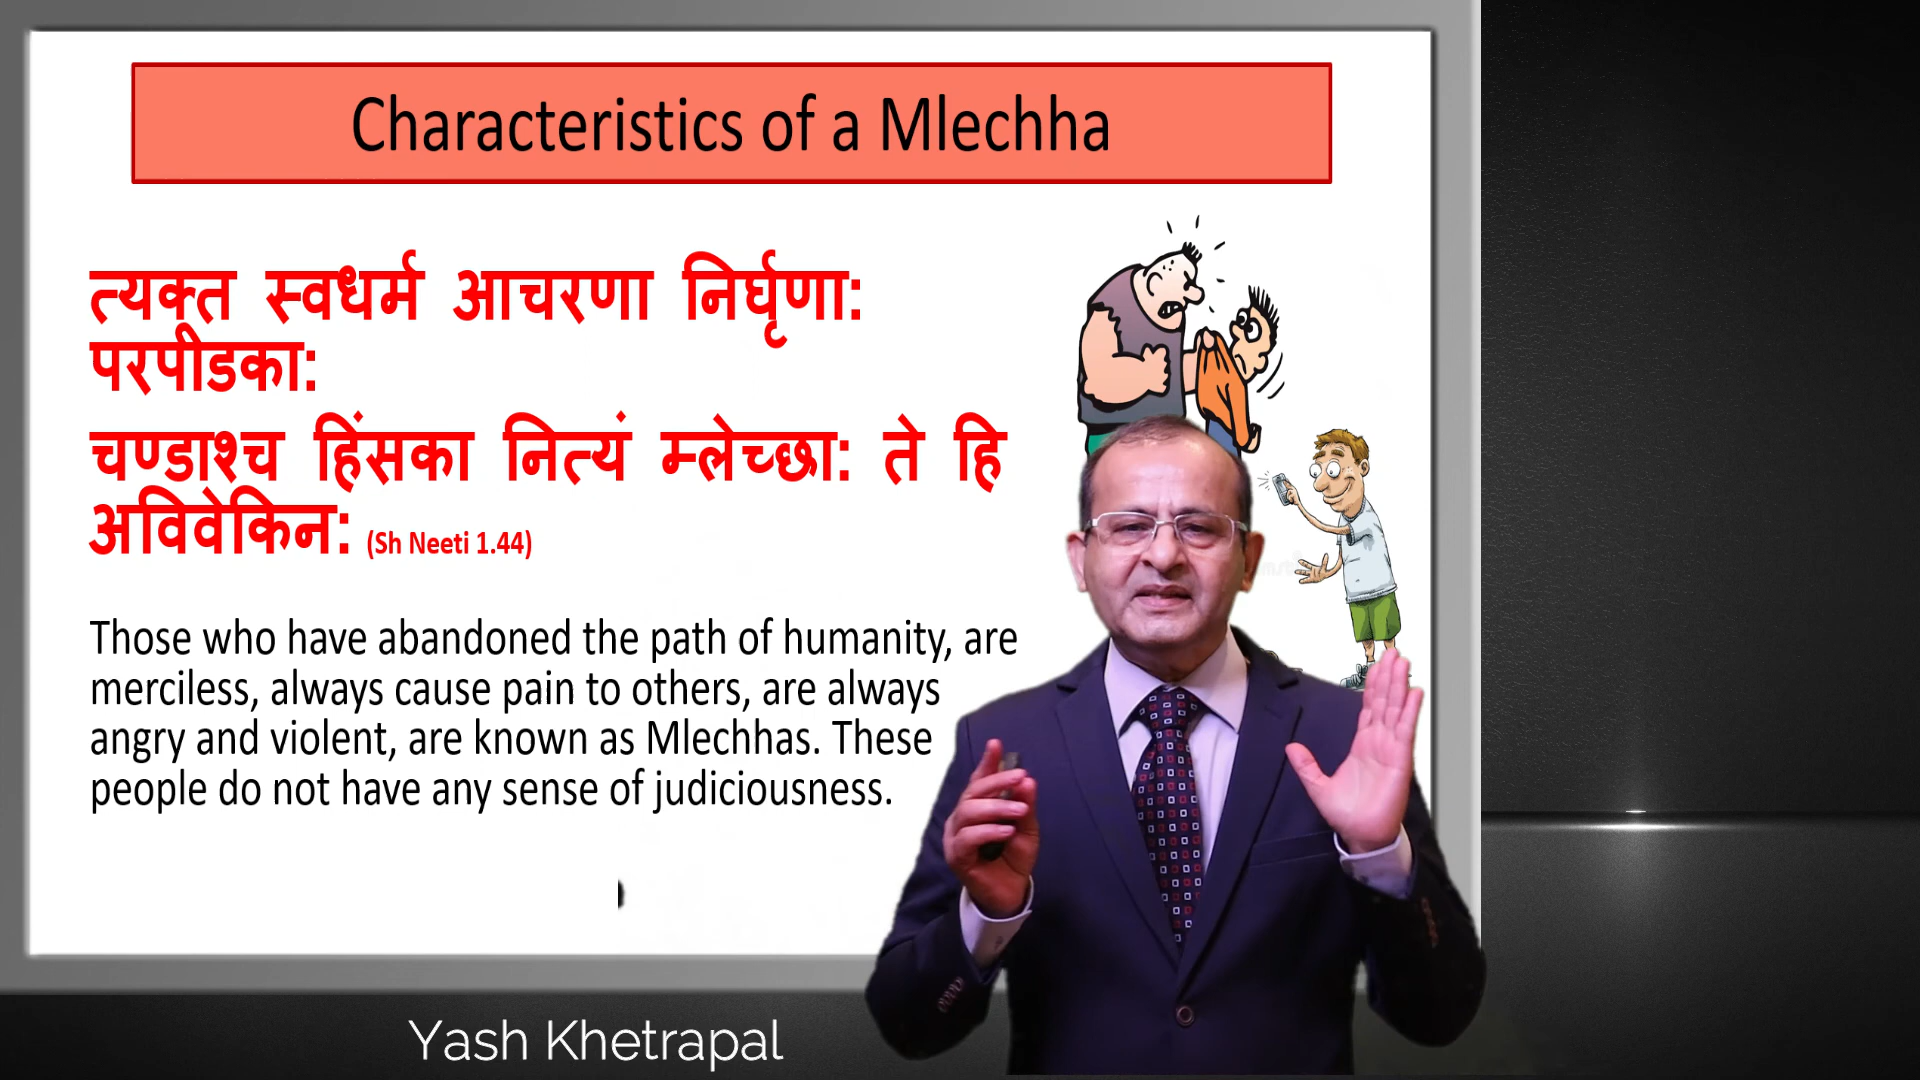 Characteristics of a Mlechha
त्यक्त स्वधर्म आचरणा निर्घृणा:
परपीडका:
चण्डाश्च हिंसका नित्यं म्लेच्छा: ते हि
अविवेकिन: (Sh Neeti 1.44)
Those who have abandoned the path of humanity, are
merciless, always cause pain to others, are always
angry and violent, are known as Mlechhas. These
people do not have any sense of judiciousness.
Yash Khetrapal